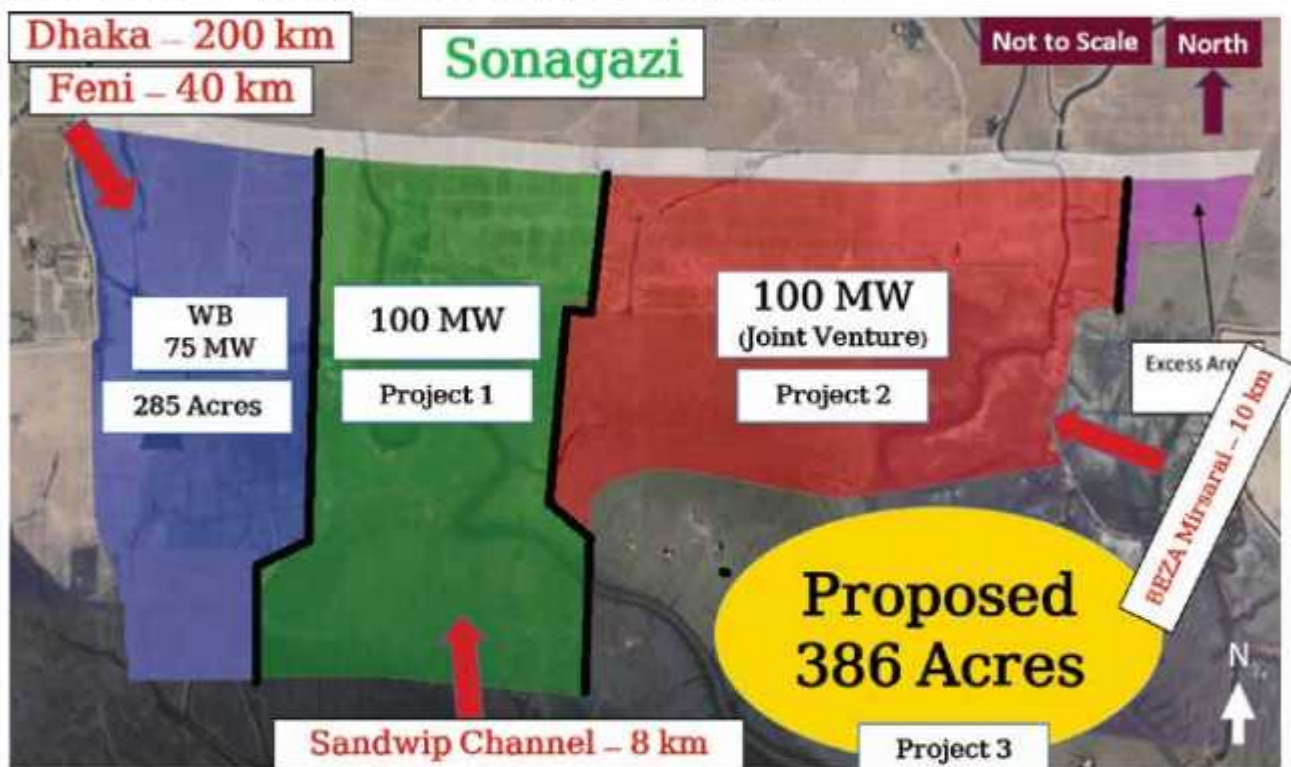 Dhaka – 200 km
Feni – 40 km
Sonagazi
Not to Scale
North
WB
75 MW
285 Acres
100 MW
Project 1
100 MW
(Joint Venture)
Project 2
Excess
BEZA Mirsarai – 10 km
Proposed
386 Acres
Project 3
Sandwip Channel – 8 km
N